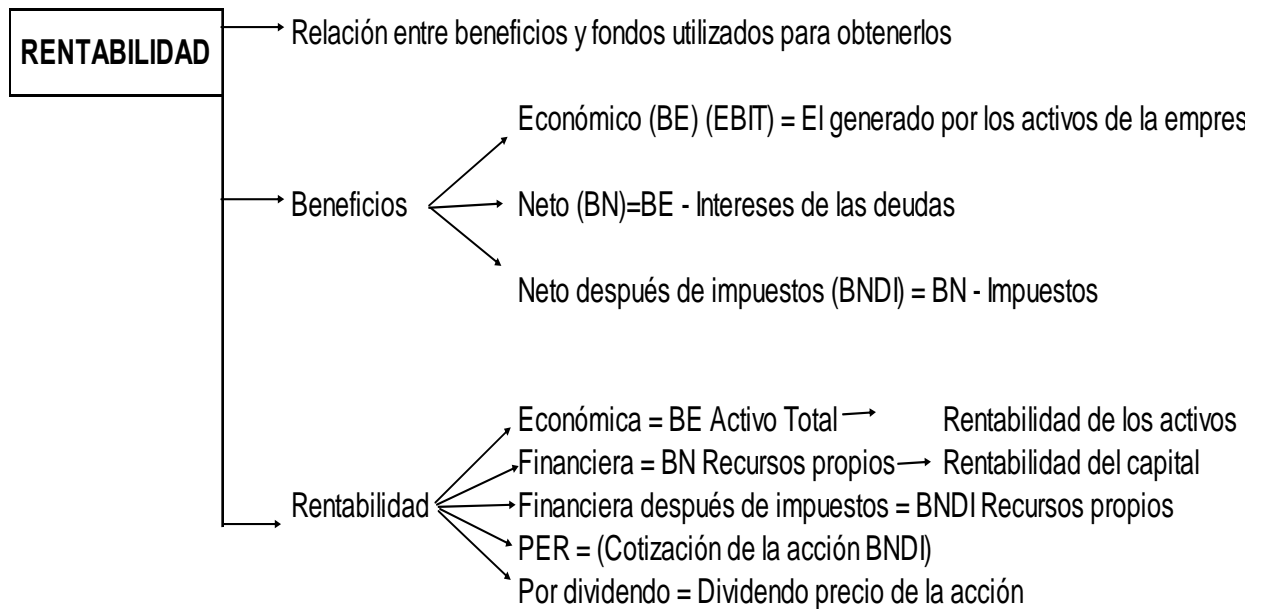 RENTABILIDAD
Relación entre beneficios y fondos utilizados para obtenerlos
Económico (BE) (EBIT) = El generado por los activos de la empres
Beneficios
Neto (BN)=BE - Intereses de las deudas
Neto después de impuestos (BNDI) = BN - Impuestos
Económica = BE Activo Total
Rentabilidad de los activos
Financiera = BN Recursos propios
Rentabilidad del capital
Rentabilidad
Financiera después de impuestos = BNDI Recursos propios
PER = (Cotización de la acción BNDI)
Por dividendo = Dividendo precio de la acción